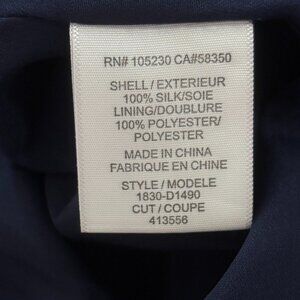 RN# 105230 CA#58350
SHELL / EXTERIEUR
100% SILK/SOIE
LINING/DOUBLURE
100% POLYESTER/
POLYESTER
MADE IN CHINA
FABRIQUE EN CHINE
STYLE / MODELE
1830-D1490
CUT / COUPE
413556